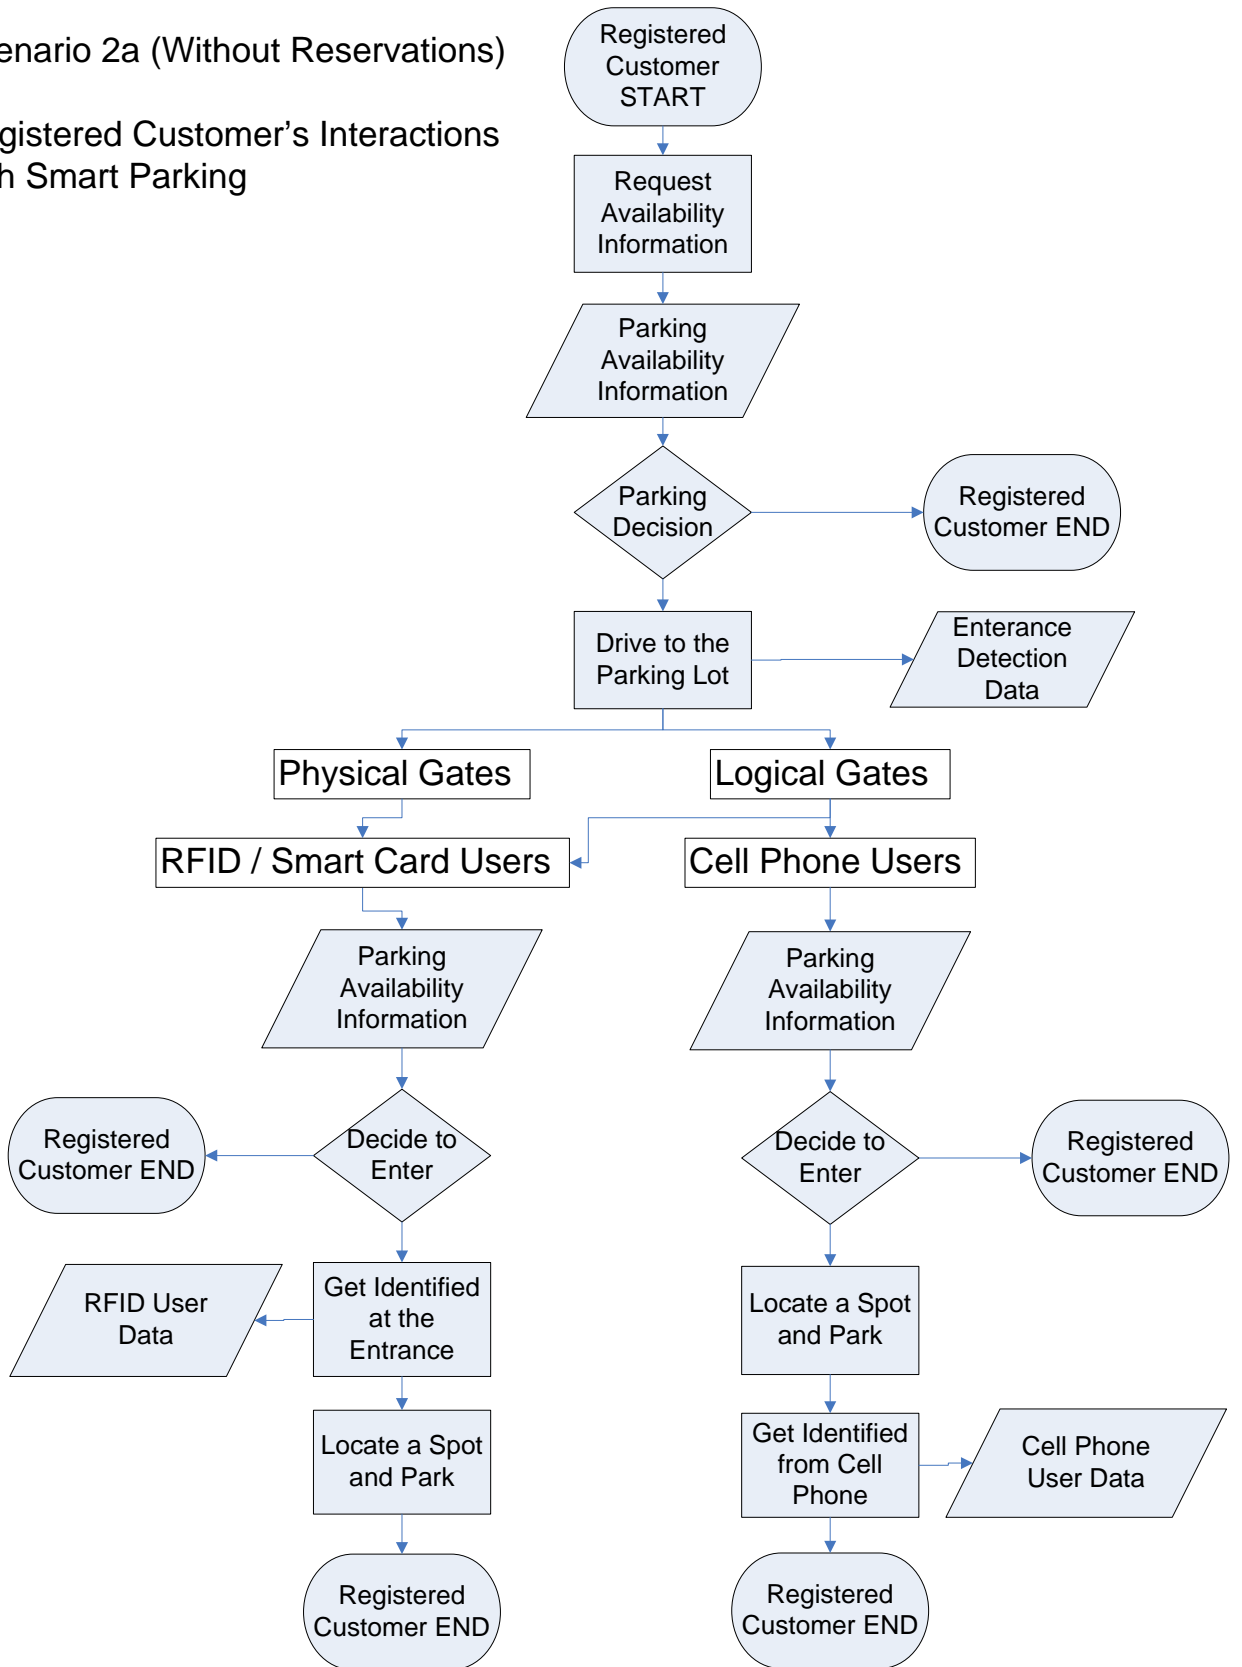 enario 2a (Without Reservations)
gistered Customer's Interactions
h Smart Parking
Registered
Customer
START
Request
Availability
Information
Parking
Availability
Information
Parking
Decision
Registered
Customer END
Drive to the
Parking Lot
Enterance
Detection
Data
Physical Gates
Logical Gates
RFID / Smart Card Users
Cell Phone Users
Parking
Availability
Information
Parking
Availability
Information
Registered
Customer END
Decide to
Enter
Decide to
Enter
Registered
Customer END
RFID User
Data
Get Identified
at the
Entrance
Locate a Spot
and Park
Locate a Spot
and Park
Get Identified
from Cell
Phone
Cell Phone
User Data
Registered
Customer END
Registered
Customer END